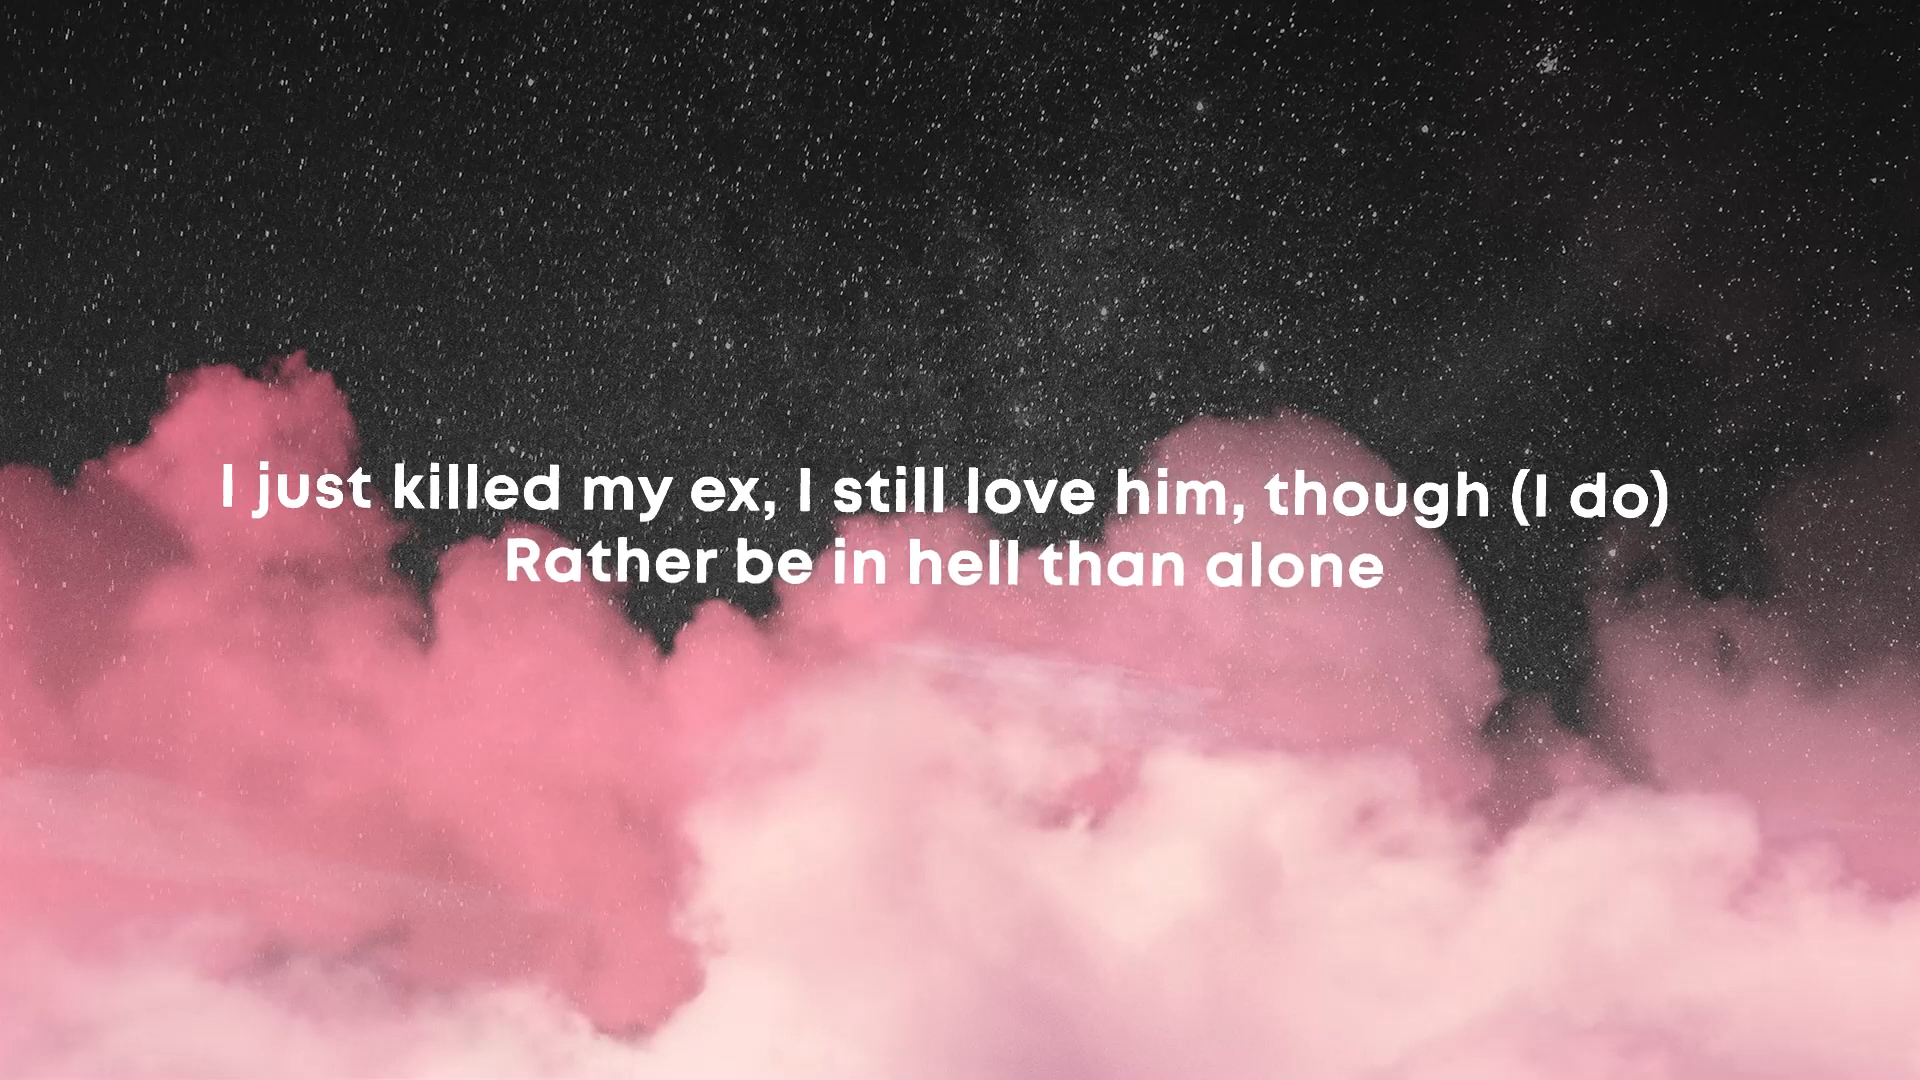 I just killed my ex, I still love him, though (I do)
Rather be in hell than alone